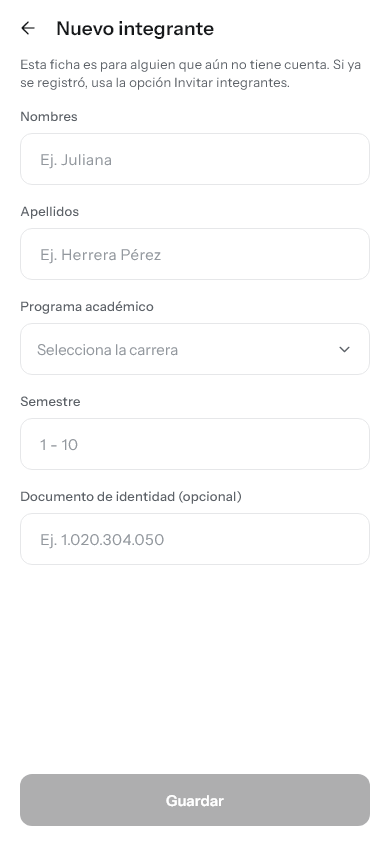 Nuevo integrante
Esta ficha es para alguien que aún no tiene cuenta. Si ya
se registró, usa la opción Invitar integrantes.
Nombres
Ej. Juliana
Apellidos
Ej. Herrera Pérez
Programa académico
Selecciona la carrera
Semestre
1 - 10
Documento de identidad (opcional)
Ej. 1.020.304.050
Guardar